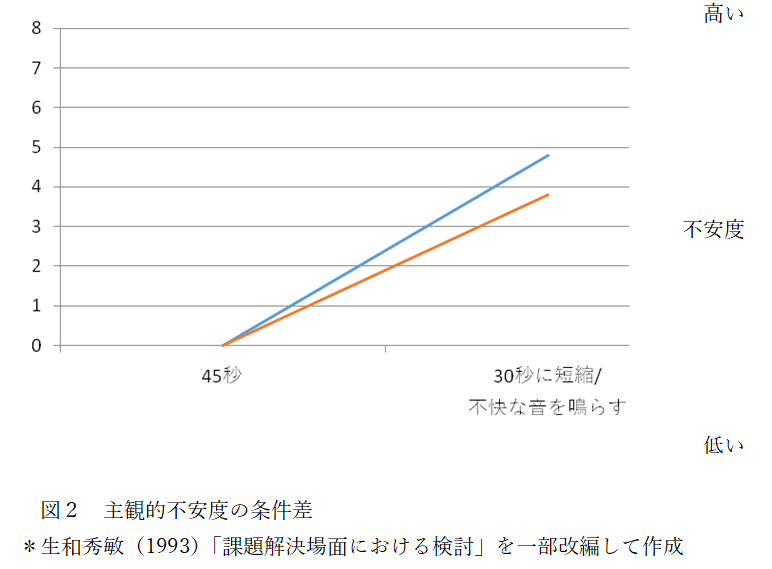 高い
8
7
6
5
4
3
2
1
0
不安度
45秒
30秒に短縮/
不快な音を鳴らす
低い
図２　主観的不安度の条件差
＊生和秀敏（1993）「課題解決場面における検討」を一部改編して作成